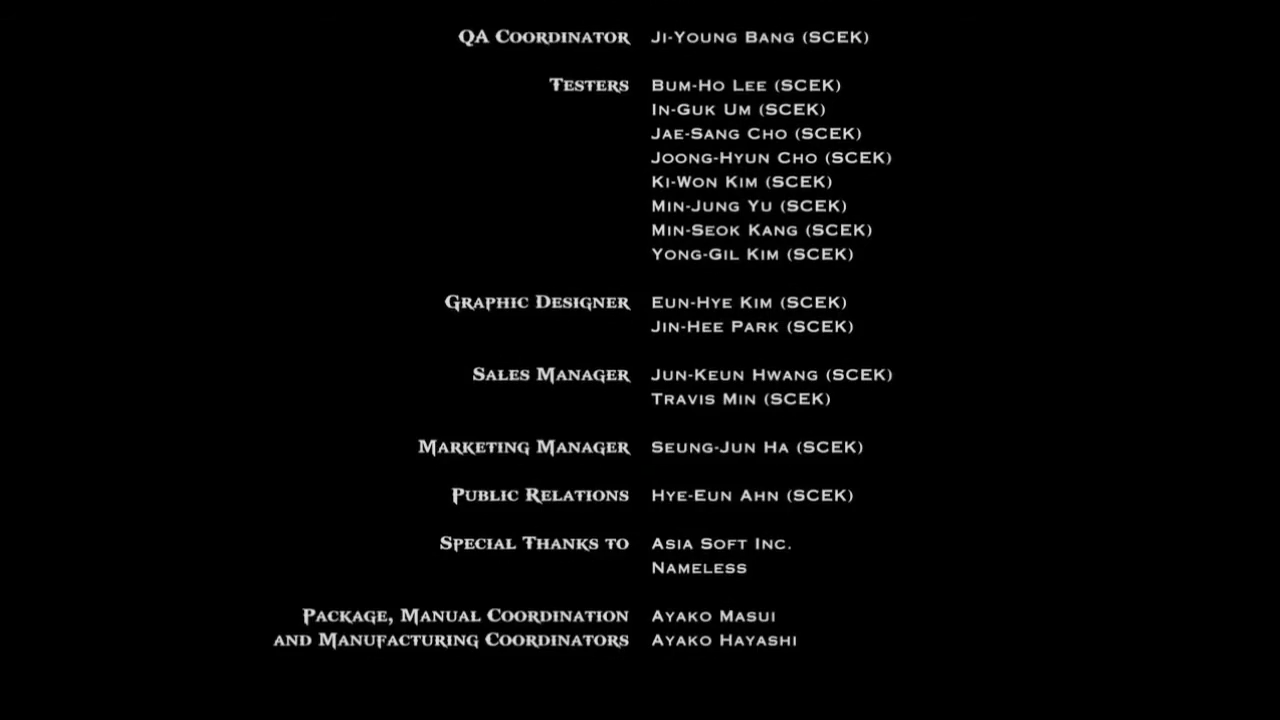 QA Coordinator Ji-Young Bang (SCEK)
Testers Bum-Ho Lee (SCEK)
In-Guk Um (SCEK)
Jae-Sang Cho (SCEK)
Joong-Hyun Cho (SCEK)
Ki-Won Kim (SCEK)
Min-Jung Yu (SCEK)
Min-Seok Kang (SCEK)
Yong-Gil Kim (SCEK)
Graphic Designer Eun-Hye Kim (SCEK)
Jin-Hee Park (SCEK)
Sales Manager Jun-Keun Hwang (SCEK)
Travis Min (SCEK)
Marketing Manager Seung-Jun Ha (SCEK)
Public Relations Hye-Eun Ahn (SCEK)
Special Thanks to Asia Soft Inc.
Nameless
Package, Manual Coordination Ayako Masui
and Manufacturing Coordinators Ayako Hayashi